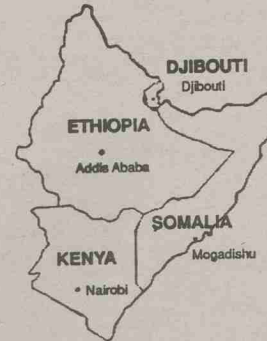 DJIBOUTI
Djibouti
ETHIOPIA
Addis Ababa
SOMALIA
Mogadishu
KENYA
Nairobi